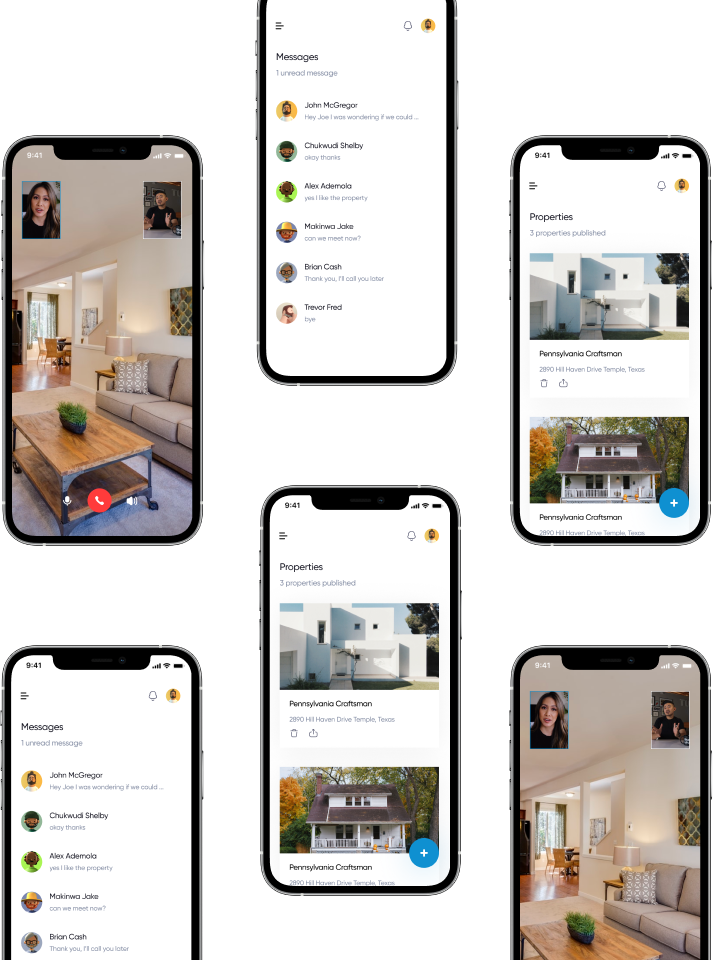 Messages
1 unread message
John McGregor
Hey Joe I was wondering if we could ...
Chukwudi Shelby
okay thanks
Alex Ademola
yes I like the property
Makinwa Jake
can we meet now?
Brian Cash
Thank you, I'll call you later
Trevor Fred
bye
9:41
9:41
Properties
3 properties published
Pennsylvania Craftsman
2890 Hill Haven Drive Temple, Texas
Pennsylvania Craftsman
2890 Hill Haven Drive Temple, Texas
9:41
Properties
3 properties published
Pennsylvania Craftsman
2890 Hill Haven Drive Temple, Texas
Pennsylvania Craftsman
2890 Hill Haven Drive Temple, Texas
9:41
Messages
1 unread message
John McGregor
Hey Joe I was wondering if we could ...
Chukwudi Shelby
okay thanks
Alex Ademola
yes I like the property
Makinwa Jake
can we meet now?
Brian Cash
Thank you, I'll call you later
9:41